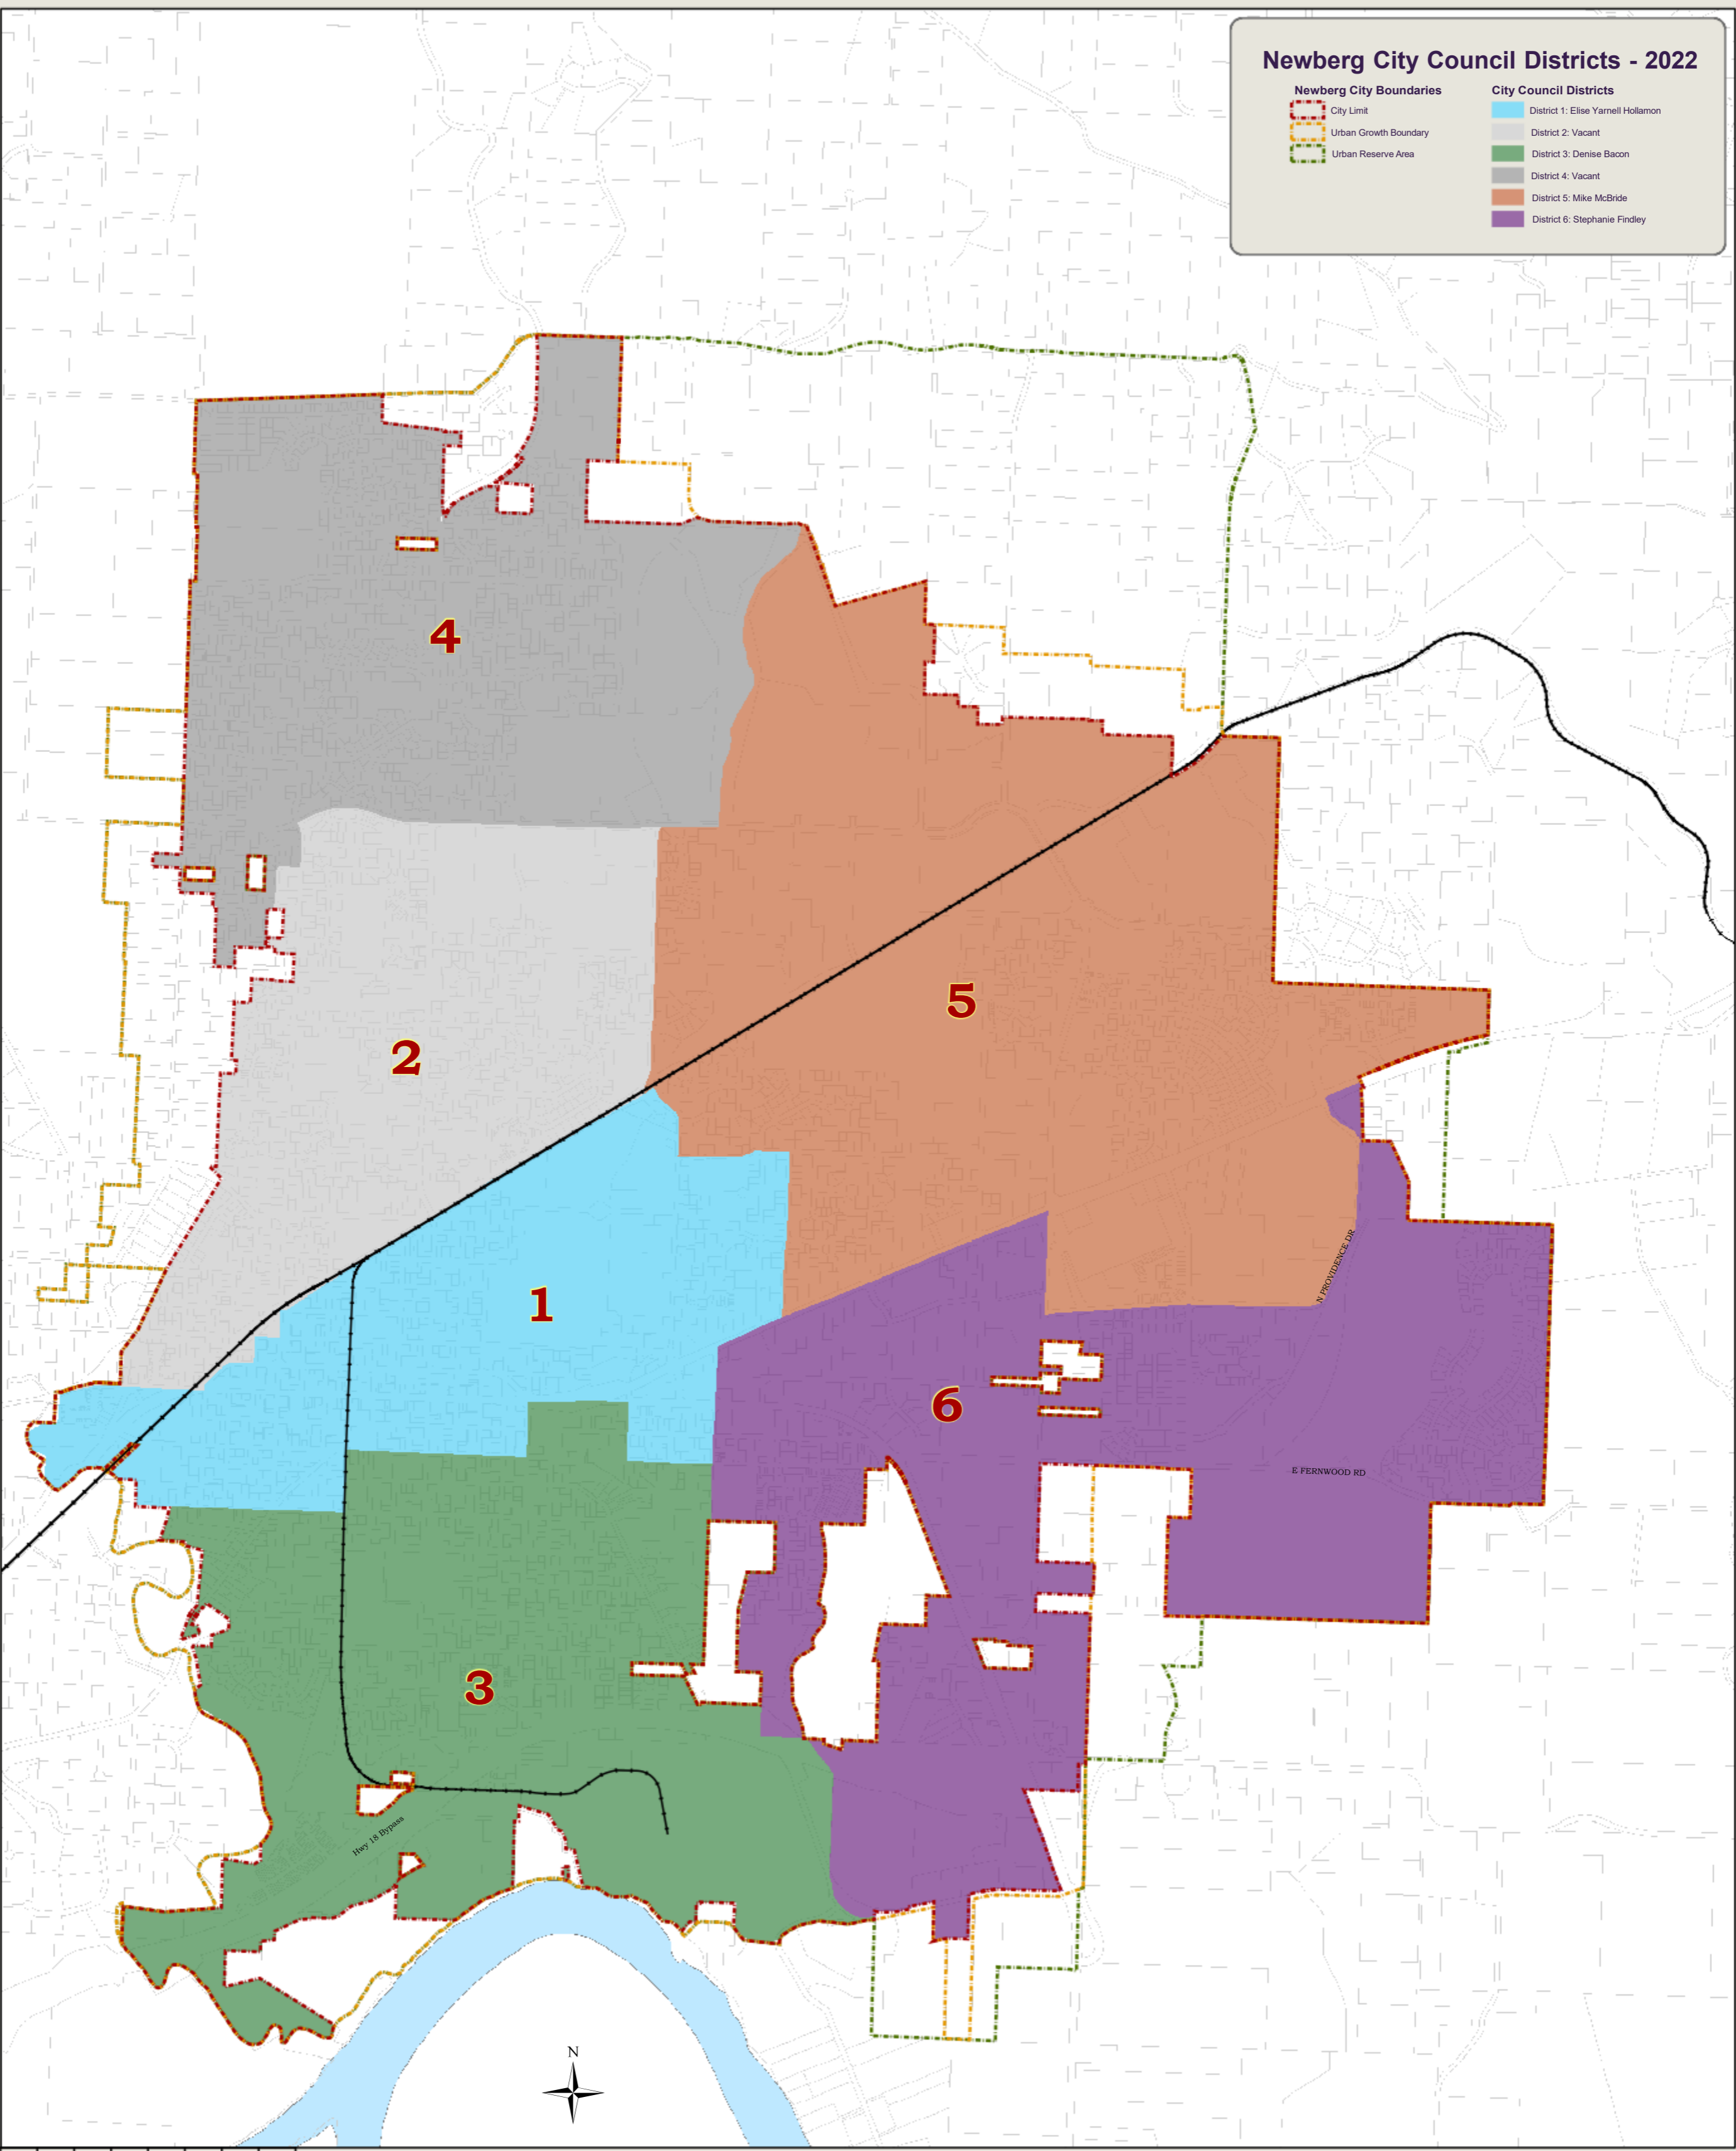 Newberg City Council Districts - 2022
Newberg City Boundaries
City Limit
Urban Growth Boundary
Urban Reserve Area
City Council Districts
District 1: Elise Yarnell Hollamon
District 2: Vacant
District 3: Denise Bacon
District 4: Vacant
District 5: Mike McBride
District 6: Stephanie Findley
4
5
2
N PROVIDENCE DR
1
6
E FERNWOOD RD
3
Hwy 18 Bypass
N